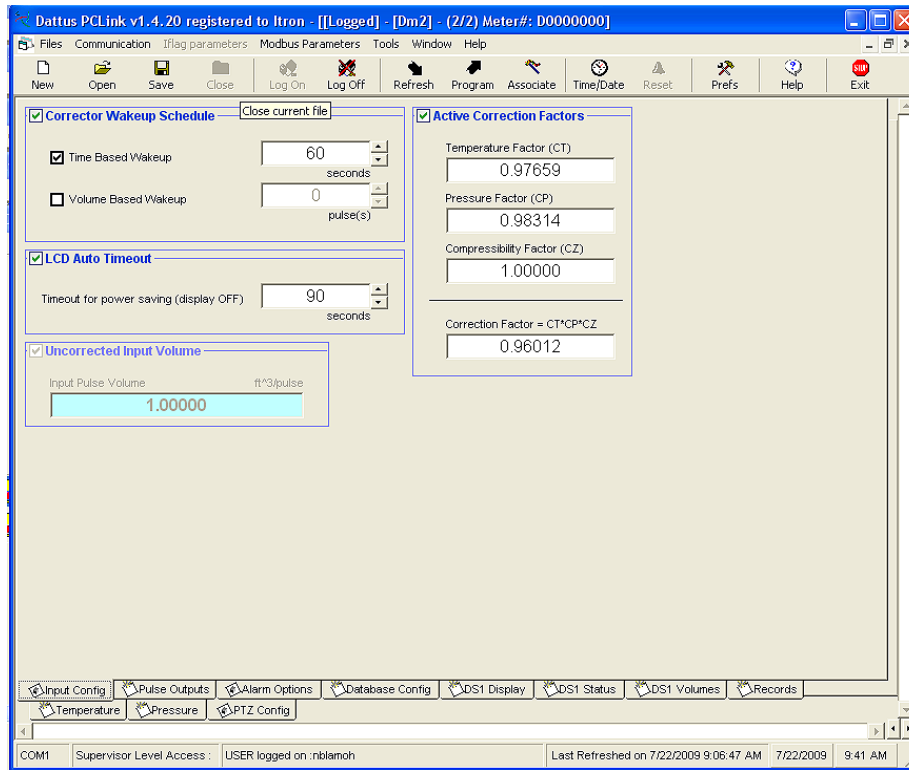 Dattus PCLink v1.4.20 registered to Itron - [[Logged] - [Dm2] - (2/2) Meter#: D0000000]
Files Communication Iflag parameters Modbus Parameters Tools Window Help
New Open Save Close Log On Log Off Refresh Program Associate Time/Date Reset Prefs Help STOP Exit
Close current file
Corrector Wakeup Schedule
Time Based Wakeup 60
seconds
Volume Based Wakeup 0
pulse(s)
LCD Auto Timeout
Timeout for power saving (display OFF) 90
seconds
Uncorrected Input Volume
Input Pulse Volume ft^3/pulse
1.00000
Active Correction Factors
Temperature Factor (CT)
0.97659
Pressure Factor (CP)
0.98314
Compressibility Factor (CZ)
1.00000
Correction Factor = CT*CP*CZ
0.96012
Input Config Pulse Outputs Alarm Options Database Config DS1 Display DS1 Status DS1 Volumes Records
Temperature Pressure PTZ Config
COM1 Supervisor Level Access : USER logged on :nblamoh Last Refreshed on 7/22/2009 9:06:47 AM 7/22/2009 9:41 AM